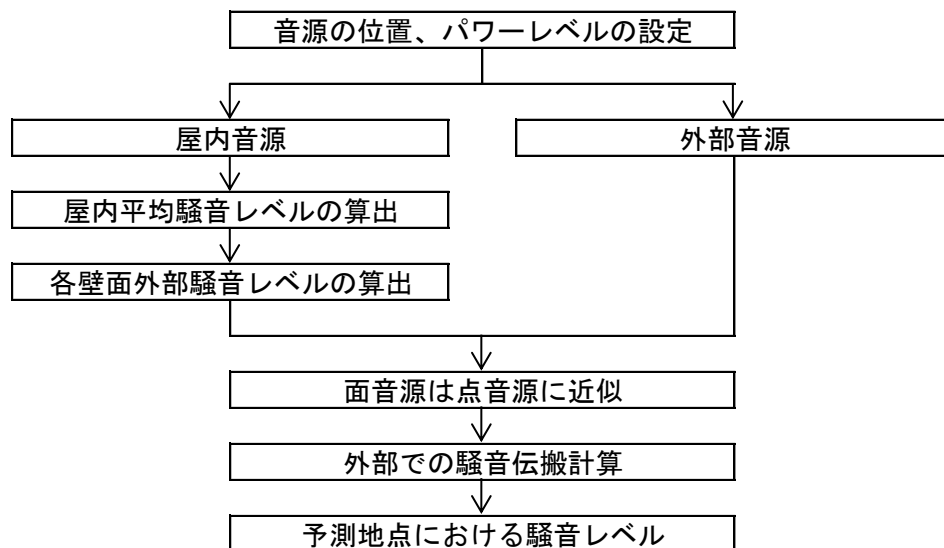 音源の位置、パワーレベルの設定
屋内音源
外部音源
屋内平均騒音レベルの算出
各壁面外部騒音レベルの算出
面音源は点音源に近似
外部での騒音伝搬計算
予測地点における騒音レベル